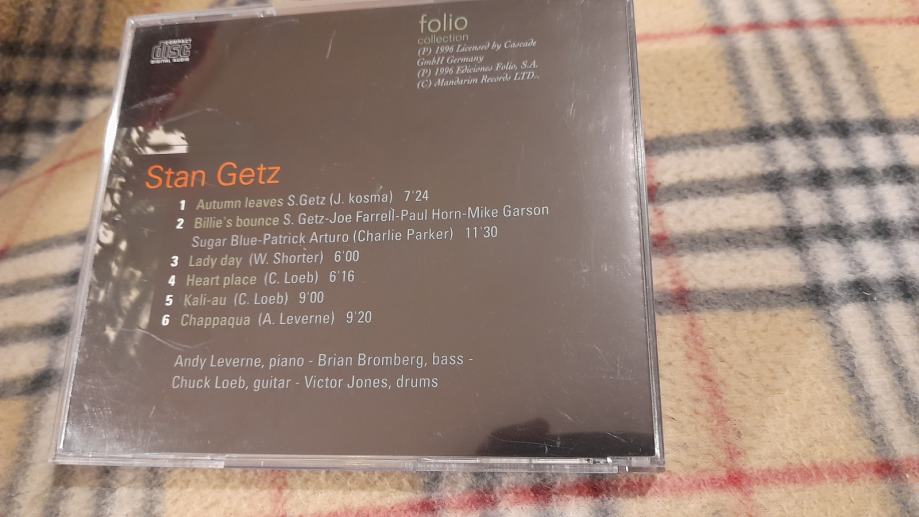 COMPACT
disc
DIGITAL AUDIO
folio
collection
(P) 1996 Licensed by Cascade
GmbH Germany
(P) 1996 Ediciones Folio, S.A.
(C) Mandarim Records LTD..
Stan Getz
1 Autumn leaves S.Getz (J. kosma) 7'24
2 Billie's bounce S. Getz-Joe Farrell-Paul Horn-Mike Garson
Sugar Blue-Patrick Arturo (Charlie Parker) 11'30
3 Lady day (W. Shorter) 6'00
4 Heart place (C. Loeb) 6'16
5 Kali-au (C. Loeb) 9'00
6 Chappaqua (A. Leverne) 9'20
Andy Leverne, piano - Brian Bromberg, bass -
Chuck Loeb, guitar - Victor Jones, drums